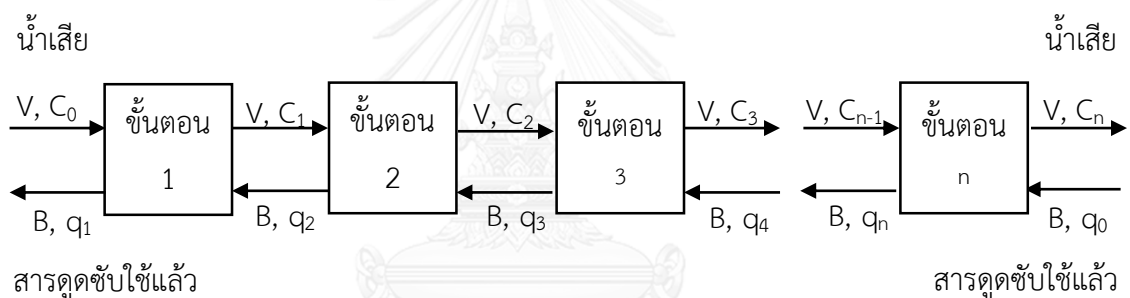 น้ำเสีย
น้ำเสีย
V, C0
ขั้นตอน
1
V, C1
ขั้นตอน
2
V, C2
ขั้นตอน
3
V, C3
V, Cn-1
ขั้นตอน
n
V, Cn
B, q1
B, q2
B, q3
B, q4
B, qn
B, q0
สารดูดซับใช้แล้ว
สารดูดซับใช้แล้ว